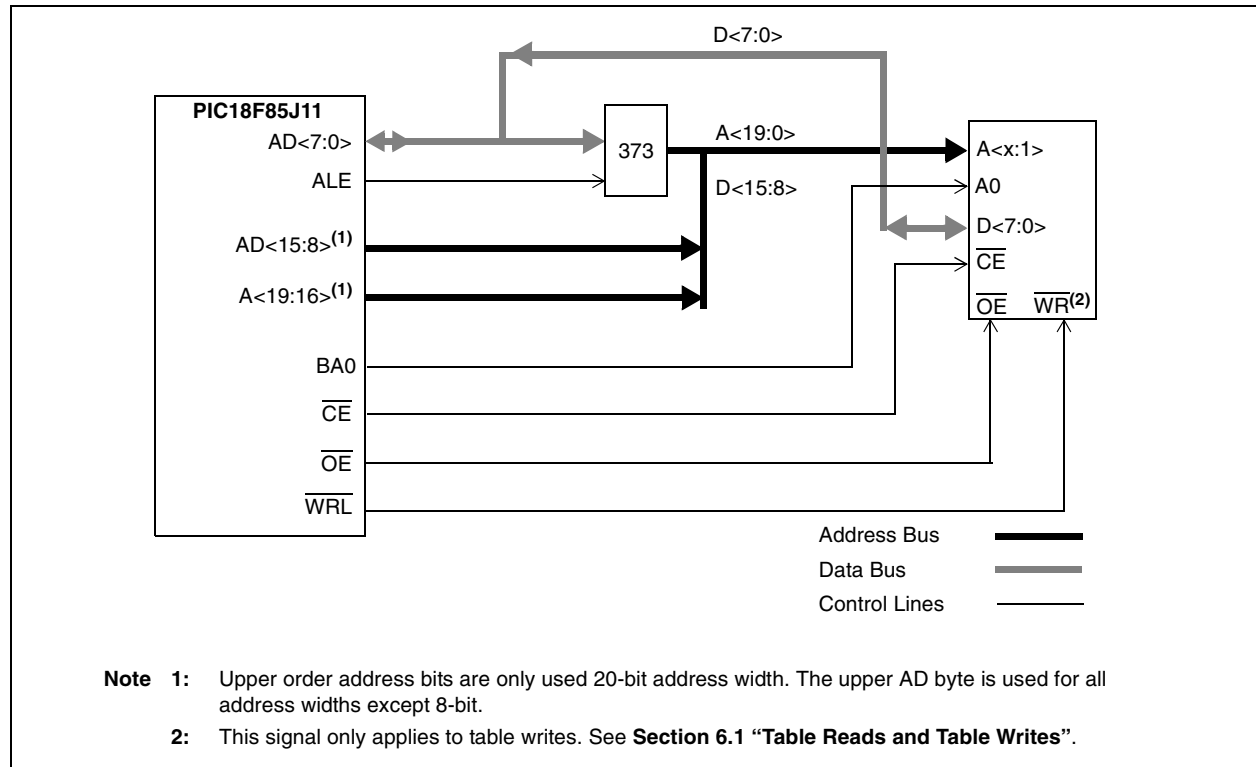 D<7:0>
PIC18F85J11
AD<7:0>
373
A<19:0>
A<x:1>
ALE
D<15:8>
A0
AD<15:8>(1)
D<7:0>
CE
A<19:16>(1)
OE WR(2)
BA0
CE
OE
WRL
Address Bus
Data Bus
Control Lines
Note 1: Upper order address bits are only used 20-bit address width. The upper AD byte is used for all
address widths except 8-bit.
2: This signal only applies to table writes. See Section 6.1 “Table Reads and Table Writes”.